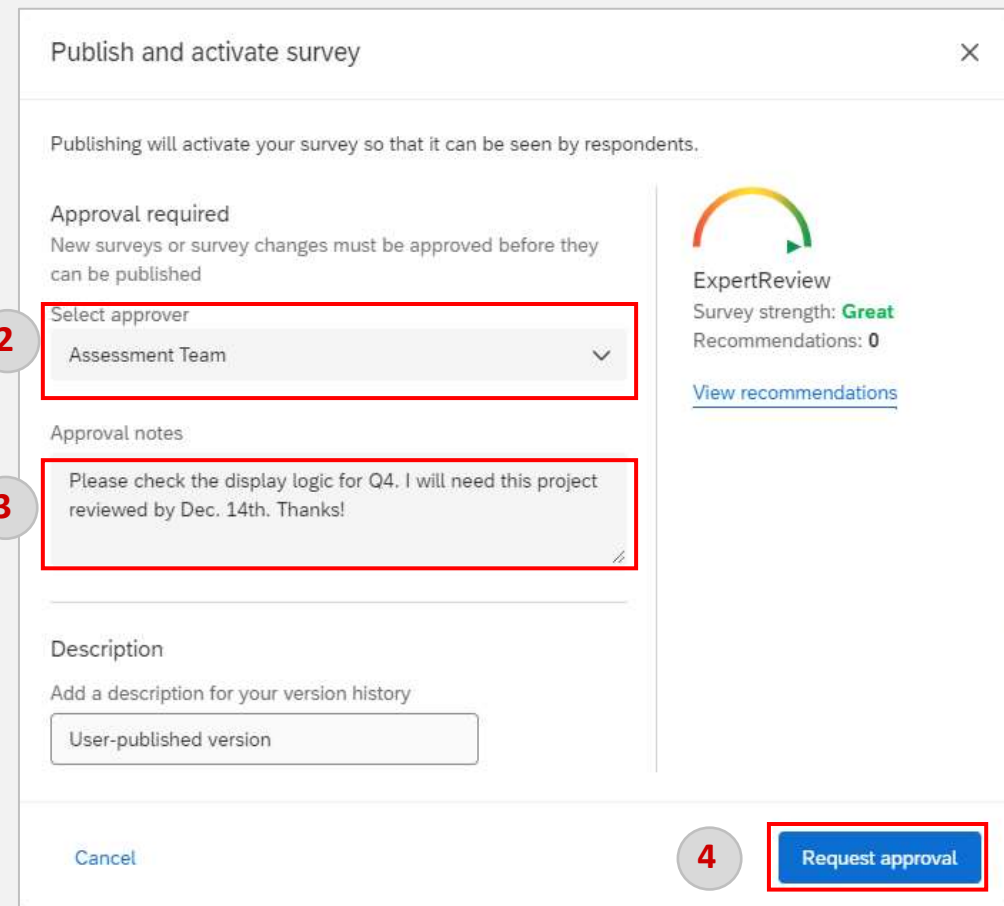 Publish and activate survey
Publishing will activate your survey so that it can be seen by respondents.
Approval required
New surveys or survey changes must be approved before they
can be published
2
Select approver
Assessment Team
Approval notes
3
Please check the display logic for Q4. I will need this project
reviewed by Dec. 14th. Thanks!
Description
Add a description for your version history
User-published version
ExpertReview
Survey strength: Great
Recommendations: 0
View recommendations
Cancel
4
Request approval